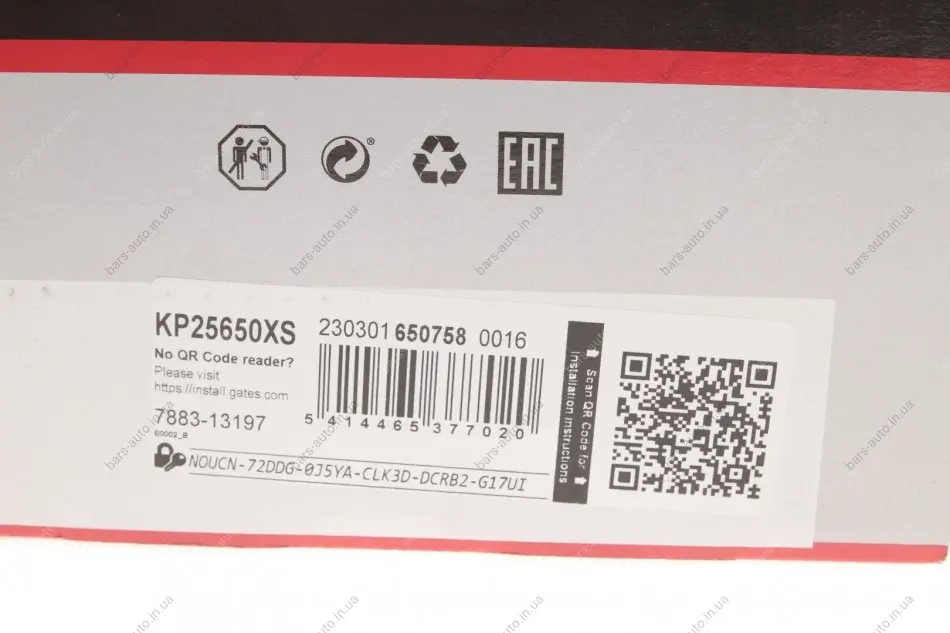 ®
EAC
KP25650XS
230301 650758 0016
No QR Code reader?
Please visit
https://install.gates.com
7883-13197
E0002_B
5 414465 377020
NOUCN-72DDG-0J5YA-CLK3D-DCRB2-G17UI
Scan QR Code for
installation instructions
bars-auto.in.ua